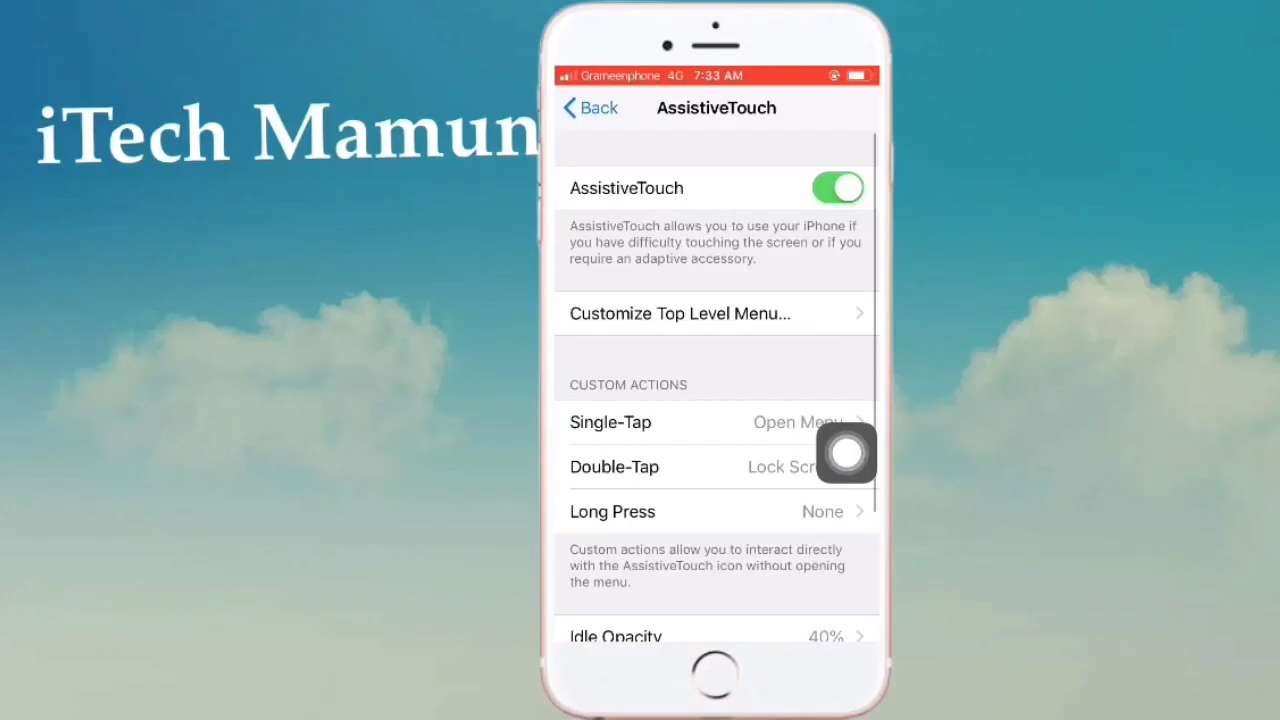 iTech Mamun
Grameenphone 4G 7:33 AM
Back AssistiveTouch
AssistiveTouch
AssistiveTouch allows you to use your iPhone if
you have difficulty touching the screen or if you
require an adaptive accessory.
Customize Top Level Menu...
CUSTOM ACTIONS
Single-Tap Open Menu
Double-Tap Lock Scr
Long Press None
Custom actions allow you to interact directly
with the AssistiveTouch icon without opening
the menu.
Idle Opacity 40%